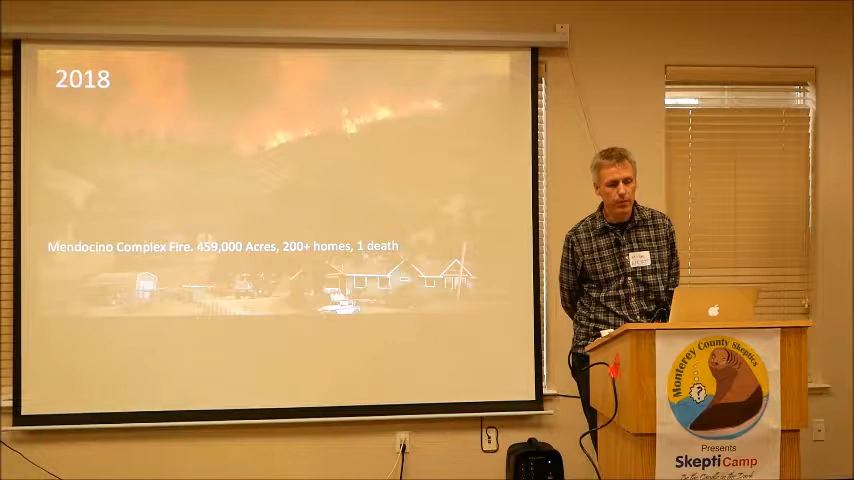 2018
Mendocino Complex Fire. 459,000 Acres, 200+ homes, 1 death
Monterey County Skeptics
?
Presents
SkeptiCamp